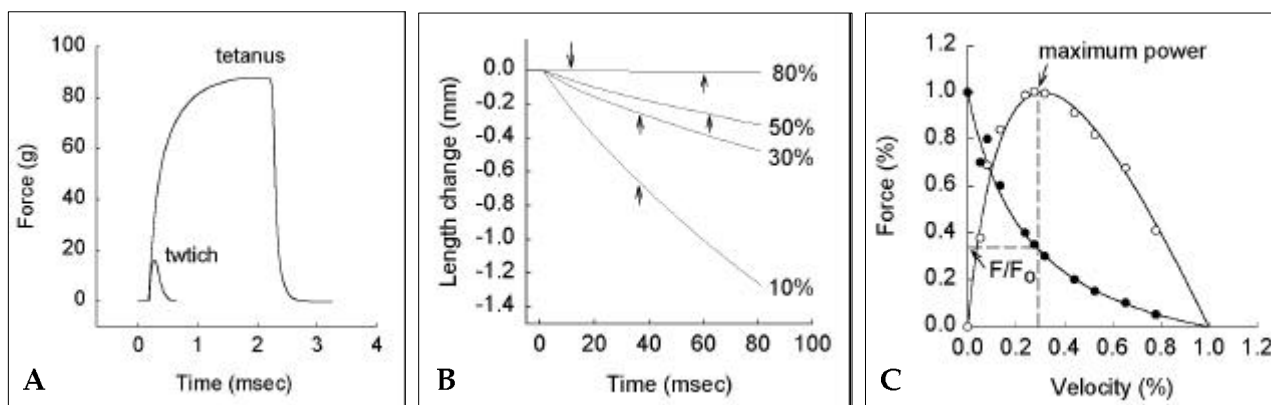 100
80
60
40
20
0
Force (g)
tetanus
twtich
0 1 2 3 4
Time (msec)
A
0.0
-0.2
-0.4
-0.6
-0.8
-1.0
-1.2
-1.4
Length change (mm)
80%
50%
30%
10%
0 20 40 60 80 100
Time (msec)
B
1.2
1.0
0.8
0.6
0.4
0.2
0.0
Force (%)
maximum power
F/Fo
0.0 0.2 0.4 0.6 0.8 1.0 1.2
Velocity (%)
C